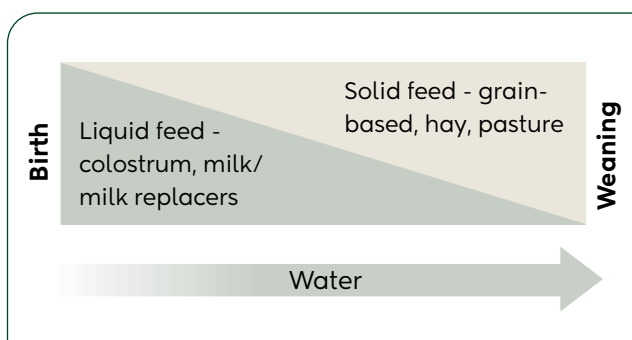 Birth
Liquid feed -
colostrum, milk/
milk replacers
Solid feed - grain-
based, hay, pasture
Weaning
Water